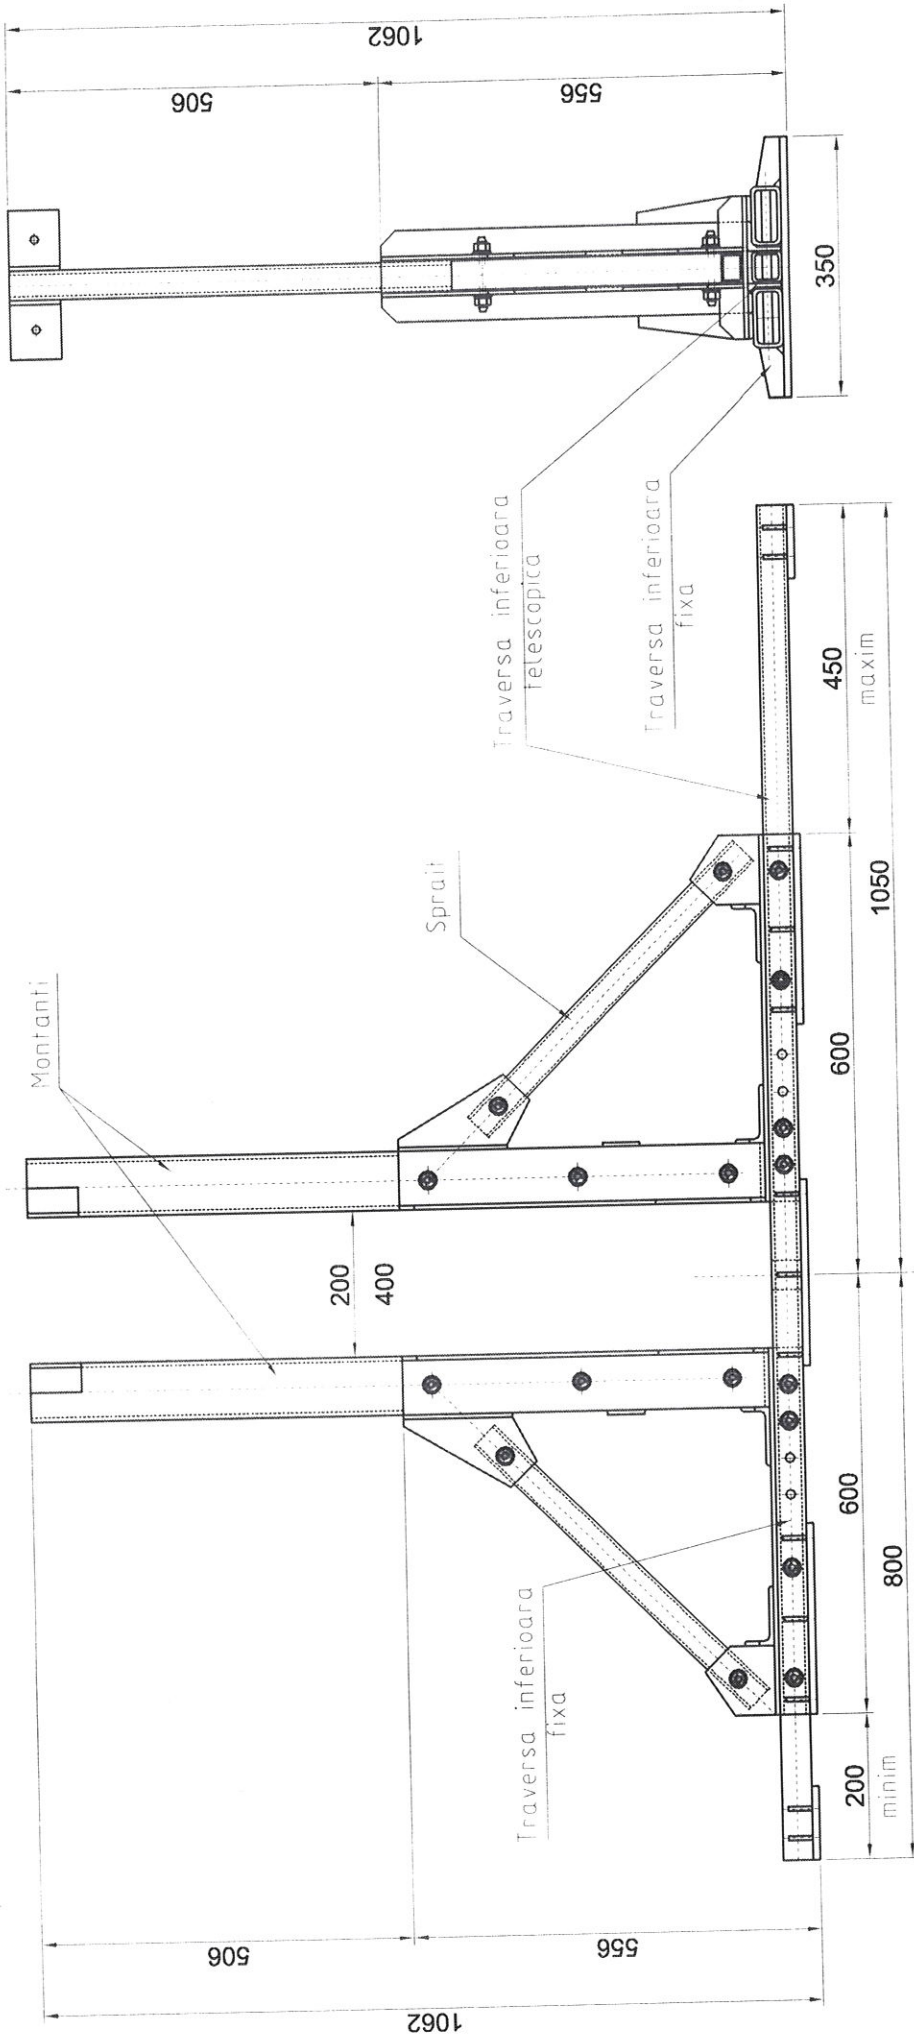 1062
506
556
Montanti
200
400
Sprait
Traversa inferioara
fixa
Traversa inferioara
telescopica
Traversa inferioara
fixa
200
minim
600
600
450
maxim
800
1050
506
556
1062
350